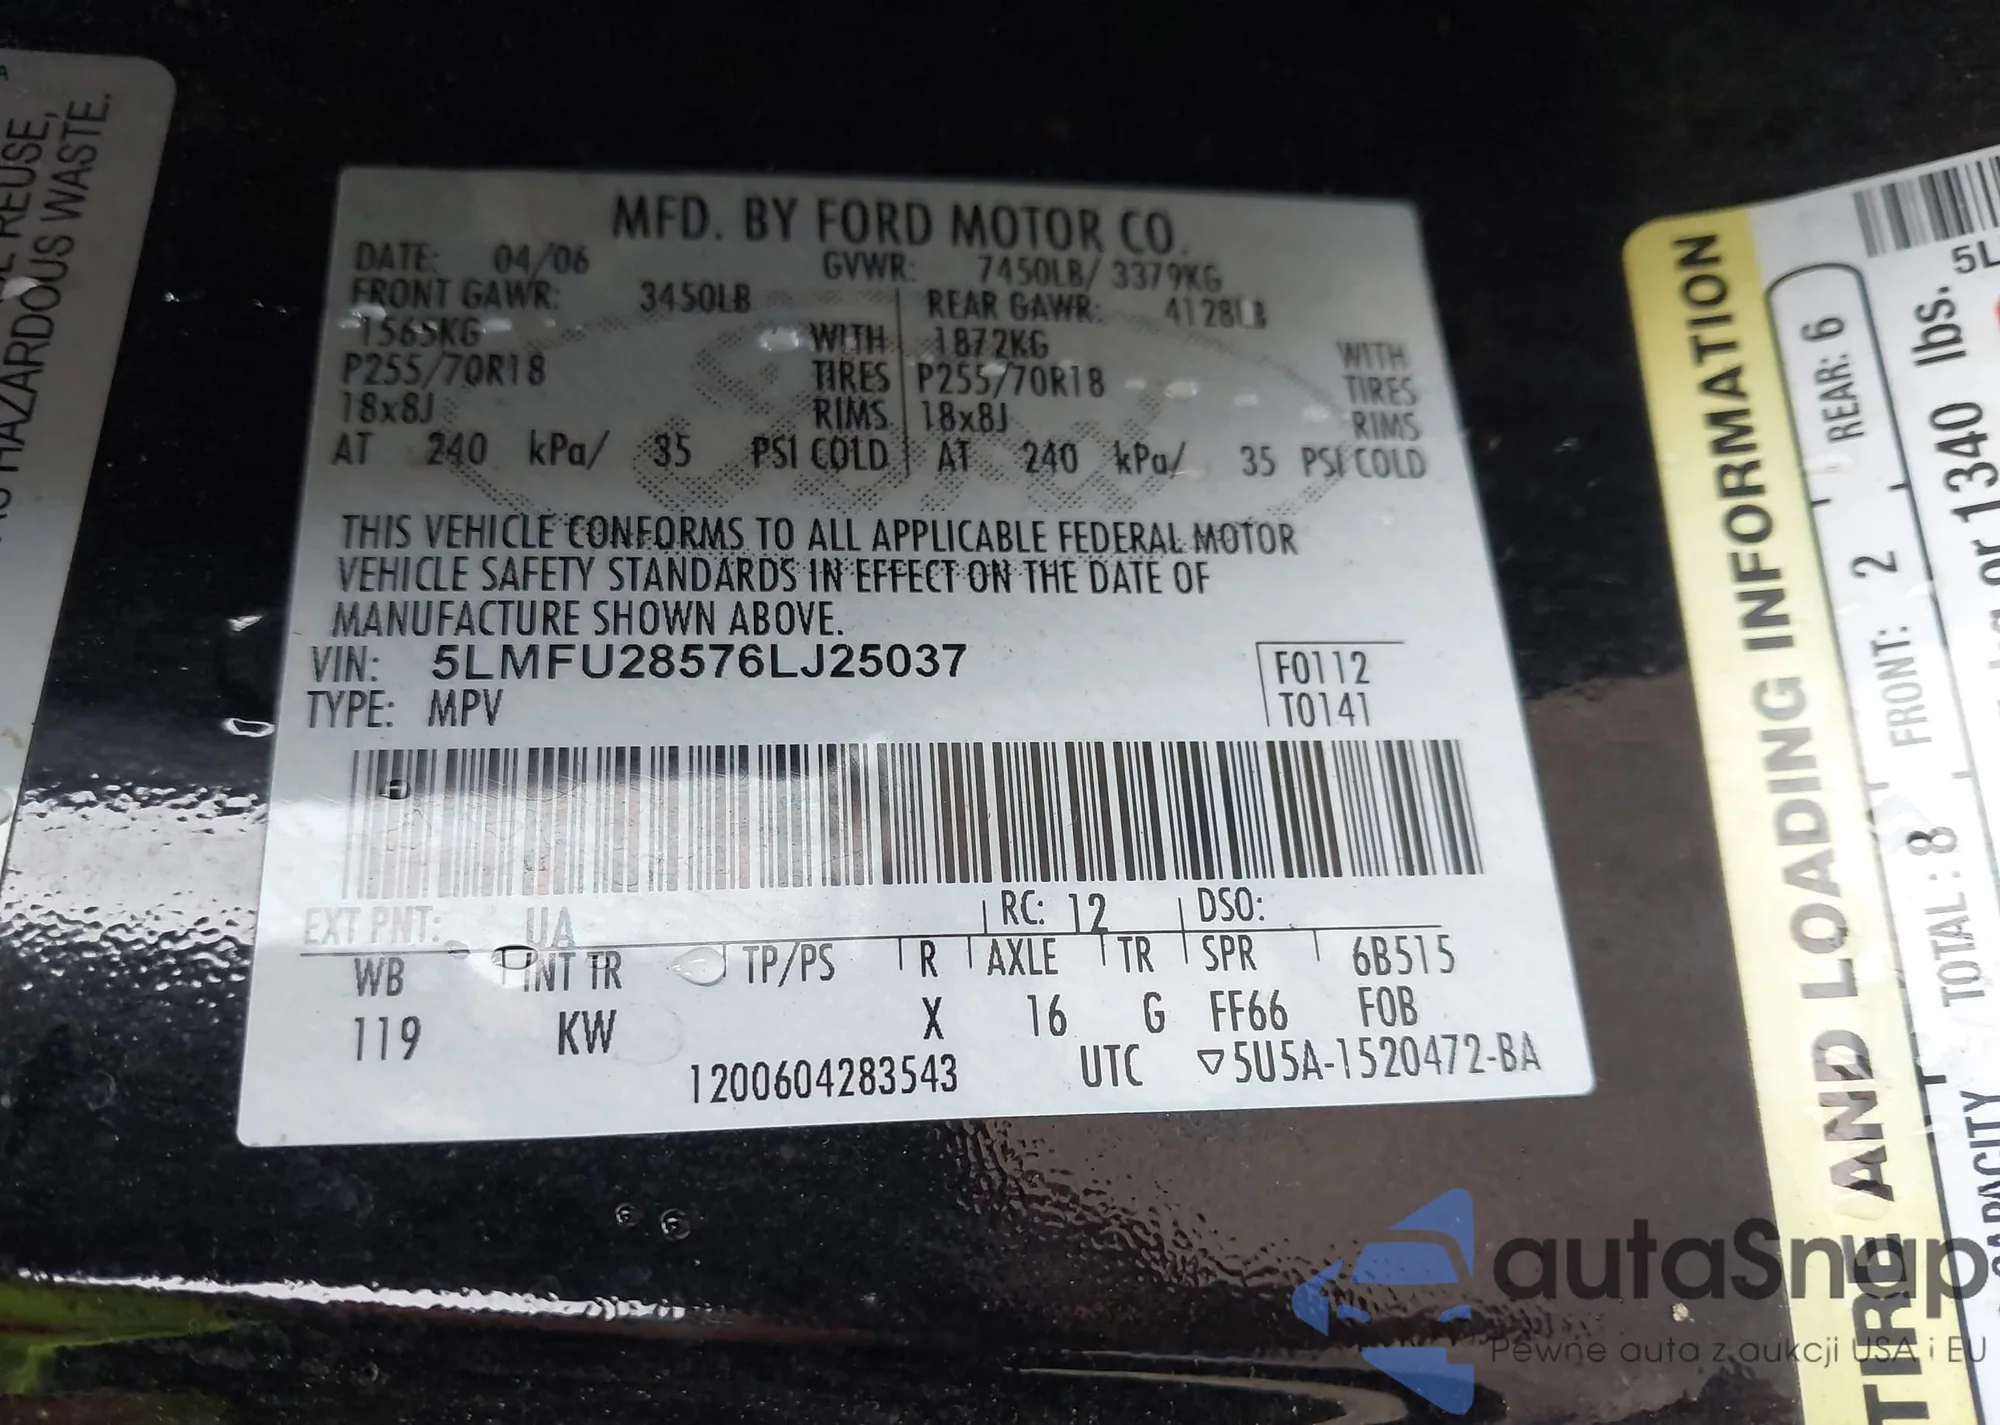 REUSE,
HAZARDOUS WASTE.
MFD. BY FORD MOTOR CO.
DATE: 04/06 GVWR: 7450LB/ 3379KG
FRONT GAWR: 3450LB REAR GAWR: 4128LB
1565KG WITH 1872KG WITH
P255/70R18 TIRES P255/70R18 TIRES
18x8J RIMS 18x8J RIMS
AT 240 kPa/ 35 PSI COLD AT 240 kPa/ 35 PSI COLD
THIS VEHICLE CONFORMS TO ALL APPLICABLE FEDERAL MOTOR
VEHICLE SAFETY STANDARDS IN EFFECT ON THE DATE OF
MANUFACTURE SHOWN ABOVE.
VIN: 5LMFU28576LJ25037 F0112
TYPE: MPV T0141
EXT PNT: UA RC: 12 DSO:
WB INT TR TP/PS R AXLE TR SPR 6B515
119 KW X 16 G FF66 FOB
1200604283543 UTC ▽5U5A-1520472-BA
TIRE AND LOADING INFORMATION
TOTAL: 8 FRONT: 2 REAR: 6
CAPACITY
or 1340 lbs.
5L
autaSnap
Pewne auta z aukcji USA i EU